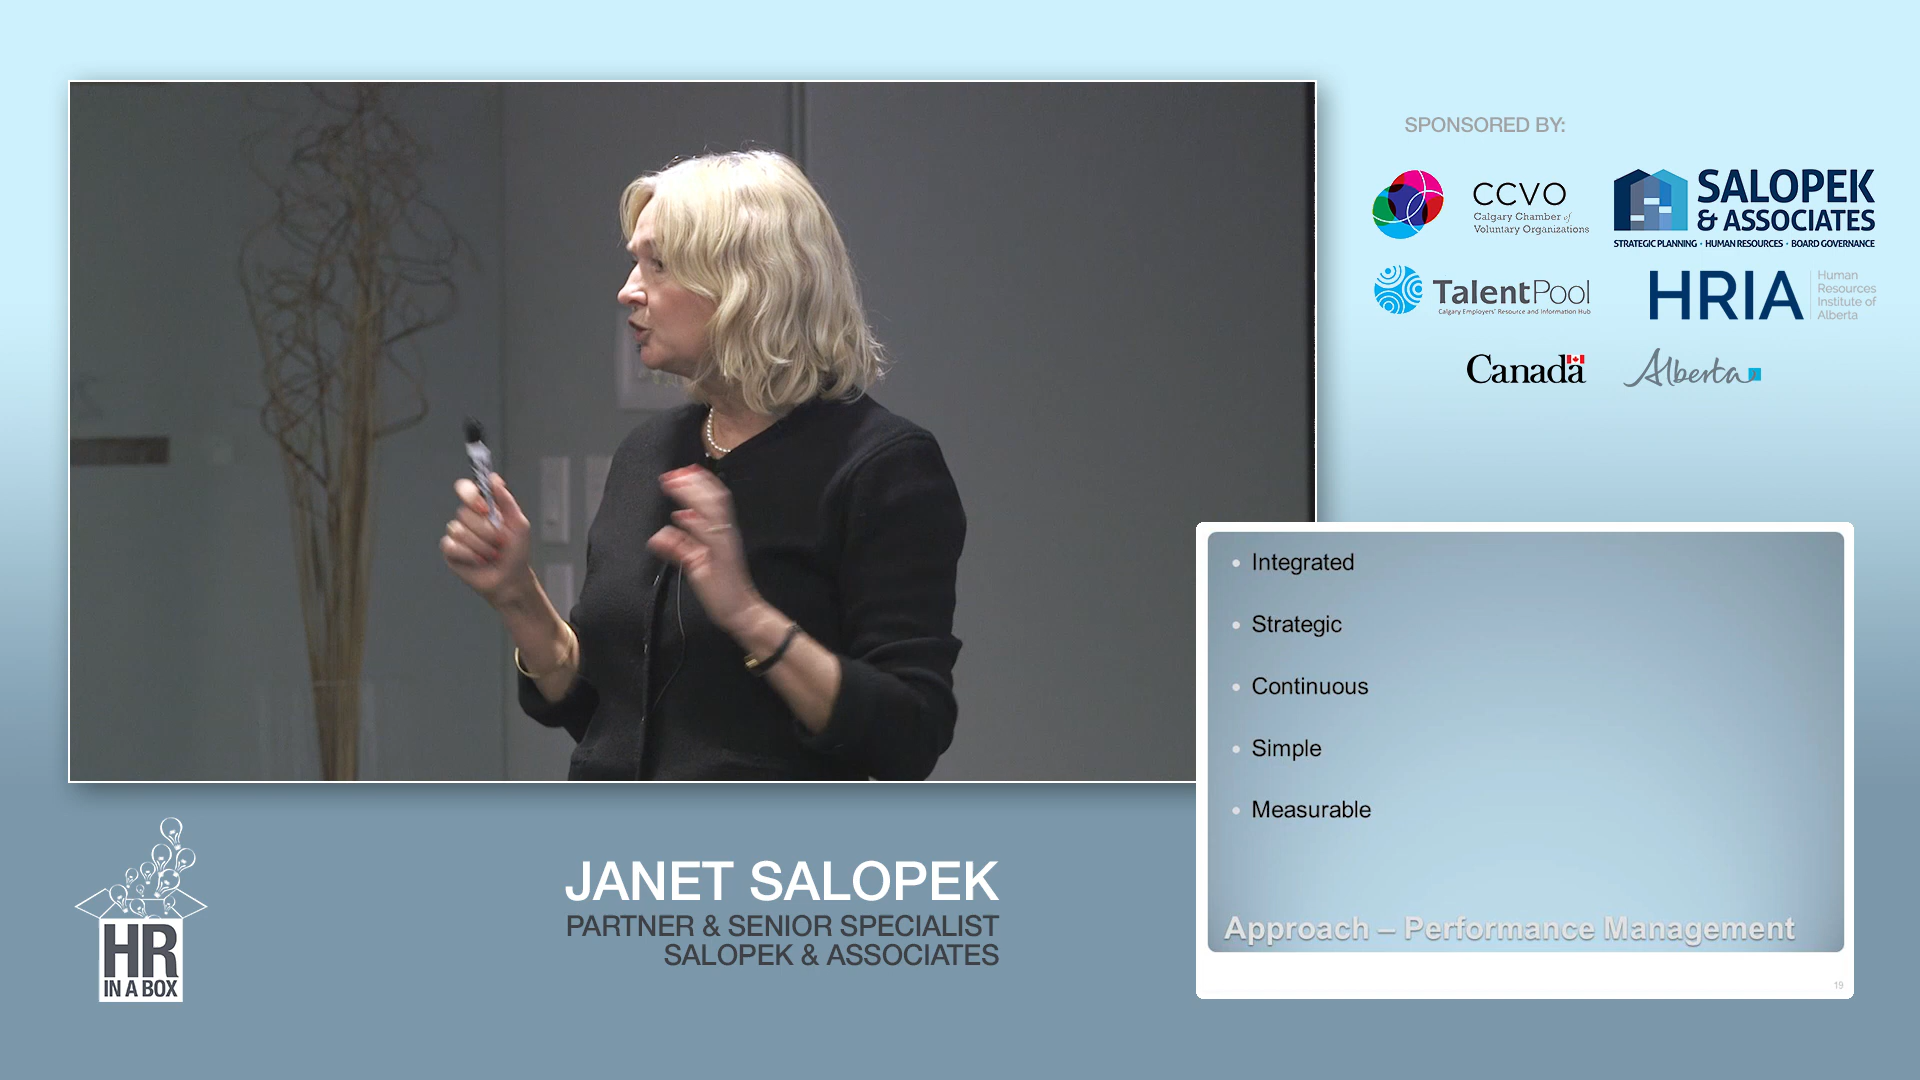 SPONSORED BY:
CCVO
Calgary Chamber of
Voluntary Organizations
SALOPEK
& ASSOCIATES
STRATEGIC PLANNING • HUMAN RESOURCES • BOARD GOVERNANCE
TalentPool
Calgary Employers' Resource and Information Hub
HRIA
Human
Resources
Institute of
Alberta
Canada
Alberta
• Integrated
• Strategic
• Continuous
• Simple
• Measurable
Approach – Performance Management
19
HR
IN A BOX
JANET SALOPEK
PARTNER & SENIOR SPECIALIST
SALOPEK & ASSOCIATES